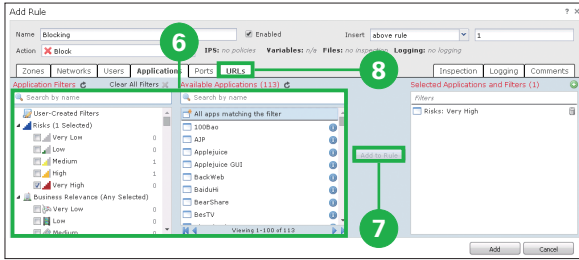 Add Rule
? ×
Name Blocking Enabled Insert above rule 1
Action Block IPS: no policies Variables: n/a Files: no inspection Logging: no logging
6
8
Zones Networks Users Applications Ports URLs Inspection Logging Comments
Application Filters Clear All Filters Available Applications (113) Selected Applications and Filters (1)
Search by name Search by name Filters
User-Created Filters All apps matching the filter Risks: Very High
Risks (1 Selected) 100Bao
Very Low 0 AJP
Low 0 Applejuice
Medium 1 Applejuice GUI Add to Rule
High 1 BackWeb
Very High 0 BaiduHi
Business Relevance (Any Selected) BearShare
Very Low 0 BesTV
Low 0
Medium 0 Viewing 1-100 of 113
7
Add Cancel